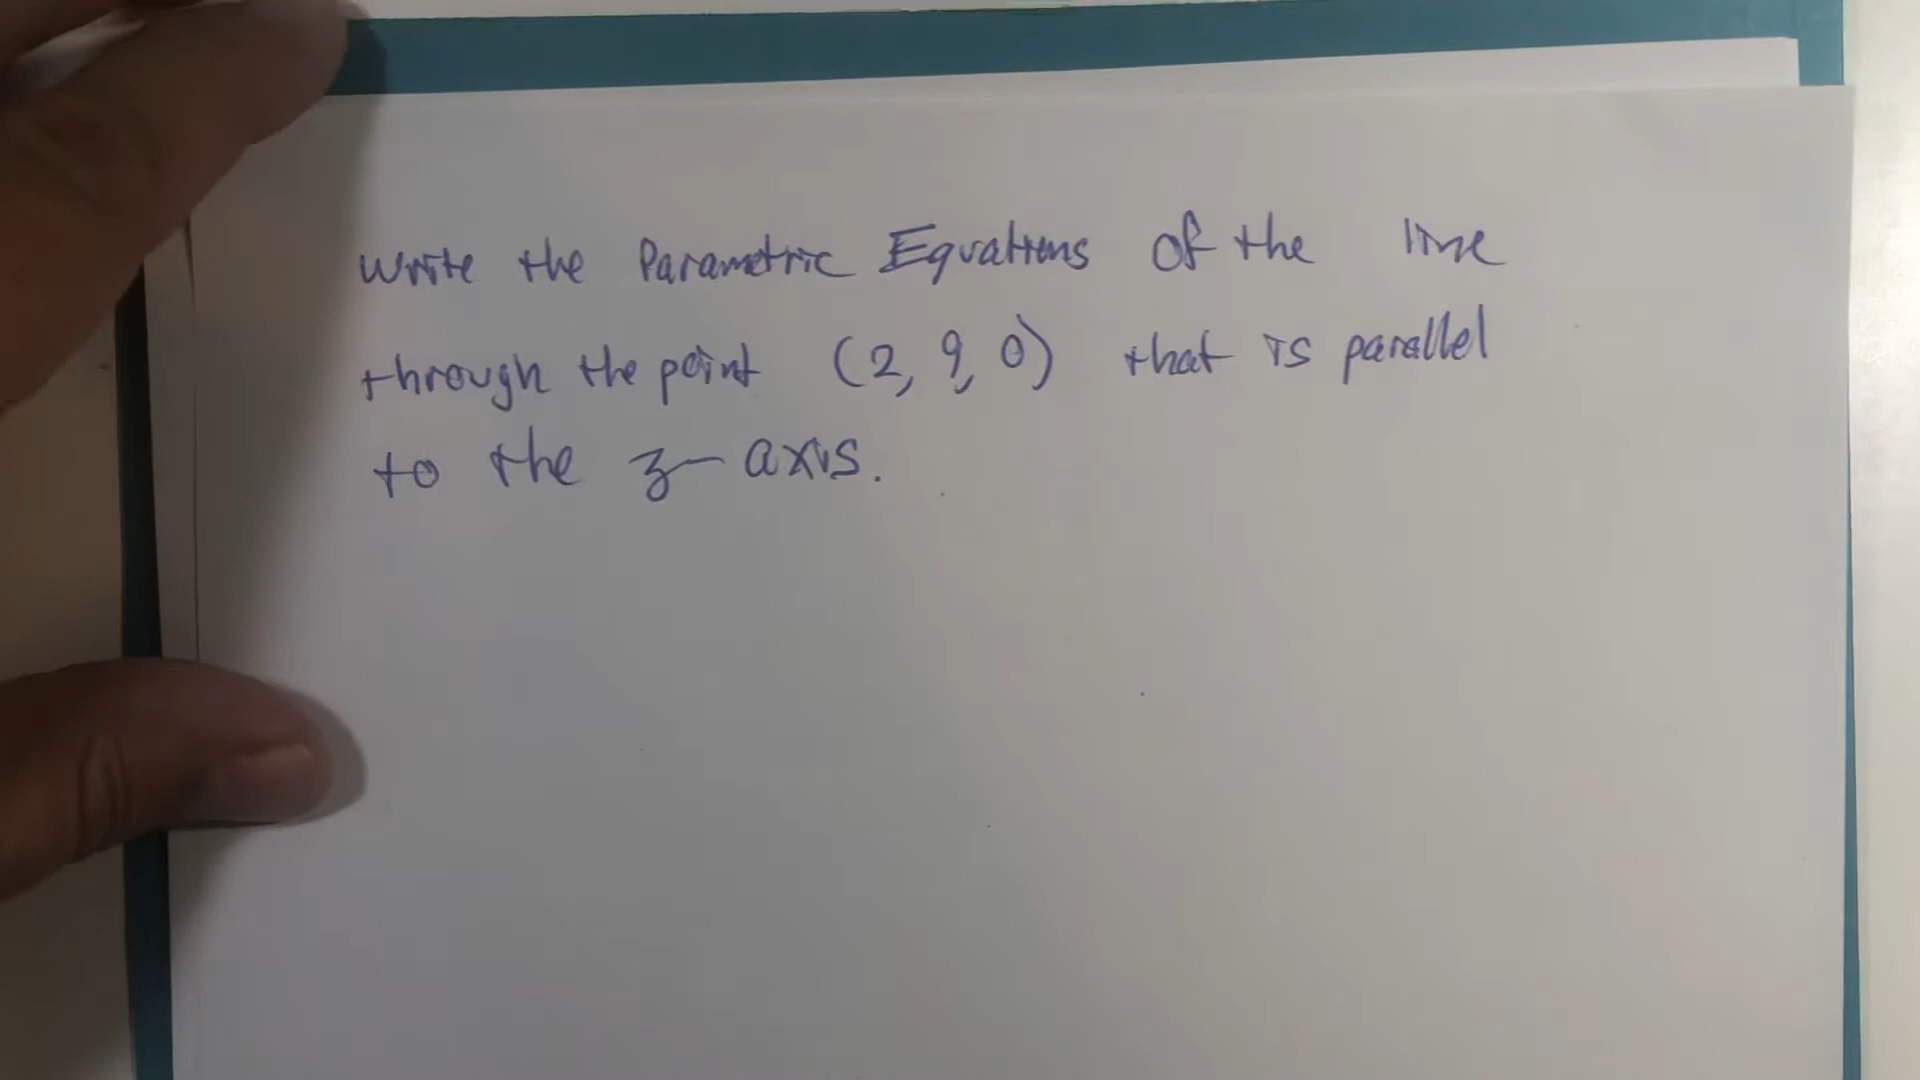 Write the Parametric Equations of the line
through the point (2, 9, 0) that is parallel
to the z-axis.